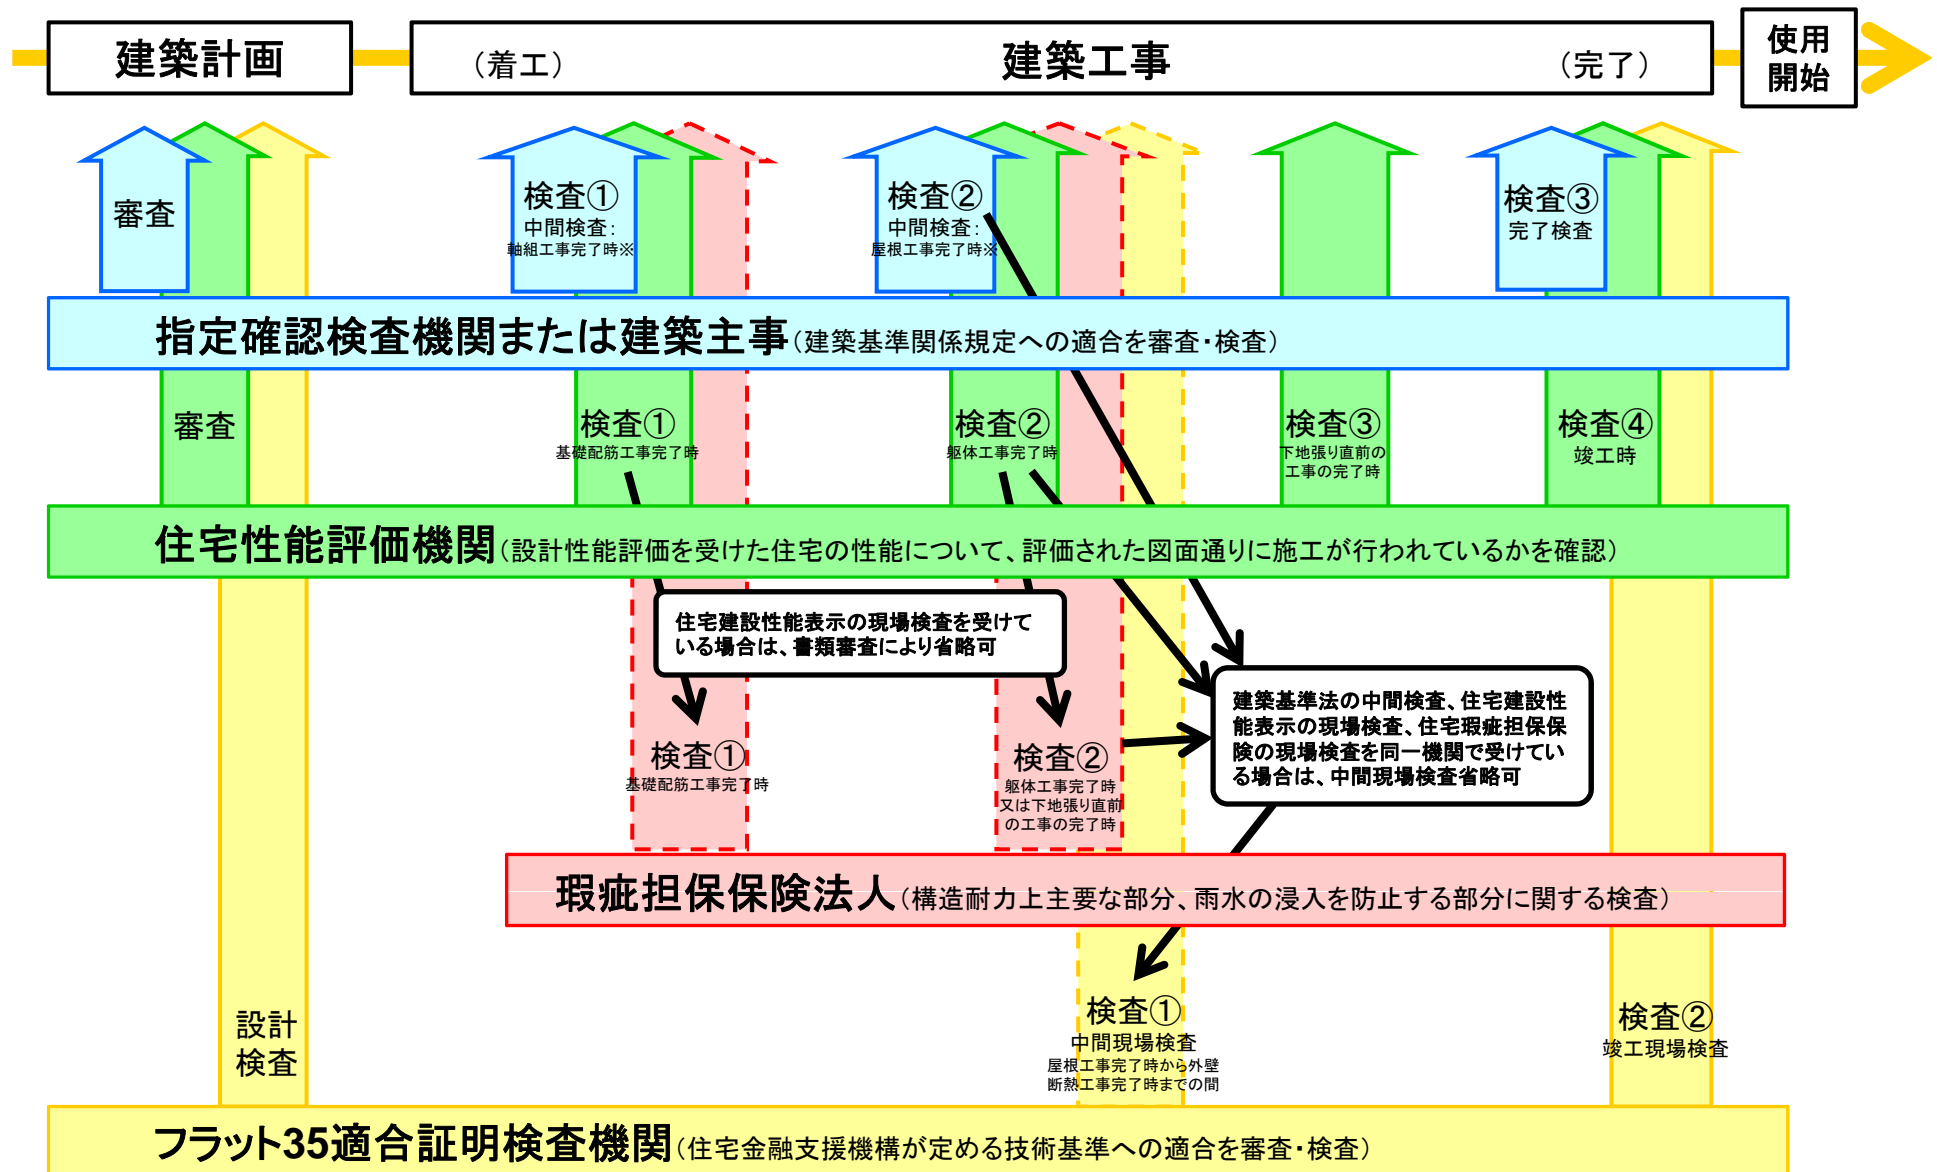 建築計画
（着工）
建築工事
（完了）
使用
開始
審査
検査①
中間検査：
軸組工事完了時※
検査②
中間検査：
屋根工事完了時※
検査③
完了検査
指定確認検査機関または建築主事（建築基準関係規定への適合を審査・検査）
審査
検査①
基礎配筋工事完了時
検査②
躯体工事完了時
検査③
下地張り直前の
工事の完了時
検査④
竣工時
住宅性能評価機関（設計性能評価を受けた住宅の性能について、評価された図面通りに施工が行われているかを確認）
住宅建設性能表示の現場検査を受けて
いる場合は、書類審査により省略可
建築基準法の中間検査、住宅建設性
能表示の現場検査、住宅瑕疵担保保
険の現場検査を同一機関で受けてい
る場合は、中間現場検査省略可
検査①
基礎配筋工事完了時
検査②
躯体工事完了時
又は下地張り直前
の工事の完了時
瑕疵担保保険法人（構造耐力上主要な部分、雨水の浸入を防止する部分に関する検査）
設計
検査
検査①
中間現場検査
屋根工事完了時から外壁
断熱工事完了時までの間
検査②
竣工現場検査
フラット35適合証明検査機関（住宅金融支援機構が定める技術基準への適合を審査・検査）